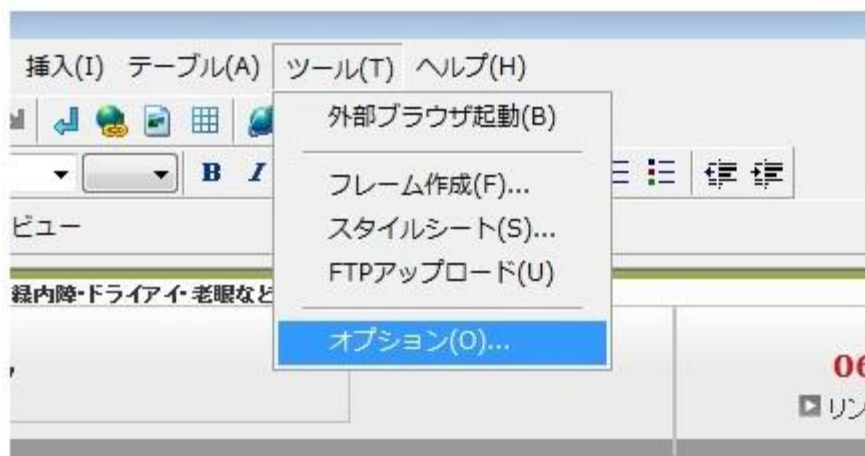 挿入(I) テーブル(A) ツール(T) ヘルプ(H)
外部ブラウザ起動(B)
B I
フレーム作成(F)...
ビュー
スタイルシート(S)...
FTPアップロード(U)
緑内障・ドライアイ・老眼など
オプション(O)...
06
リン